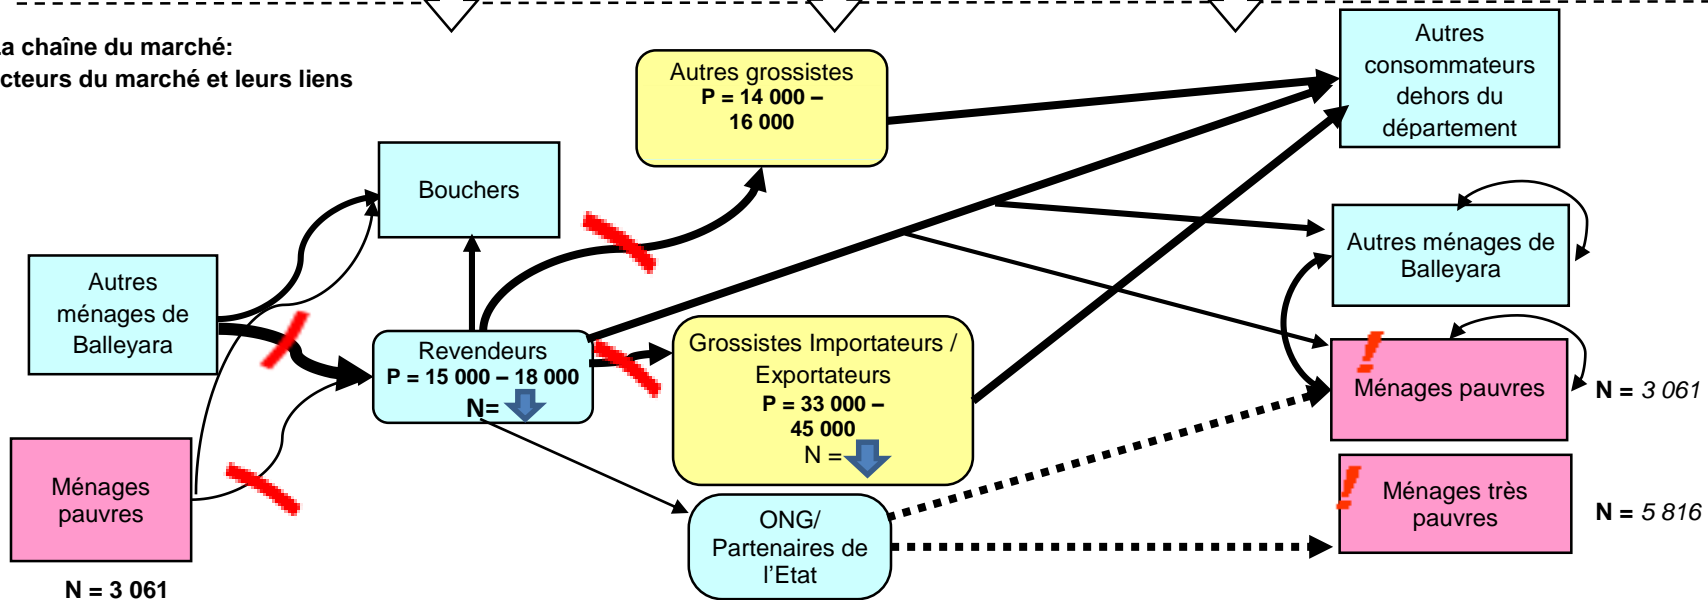 La chaîne du marché:
cteurs du marché et leurs liens
Autres grossistes
P = 14 000 –
16 000
Autres
consommateurs
dehors du
département
Bouchers
Autres ménages de
Balleyara
Autres
ménages de
Balleyara
Revendeurs
P = 15 000 – 18 000
N=
Grossistes Importateurs /
Exportateurs
P = 33 000 –
45 000
N =
!
Ménages pauvres
N = 3 061
Ménages
pauvres
N = 3 061
ONG/
Partenaires de
l'Etat
!
Ménages très
pauvres
N = 5 816